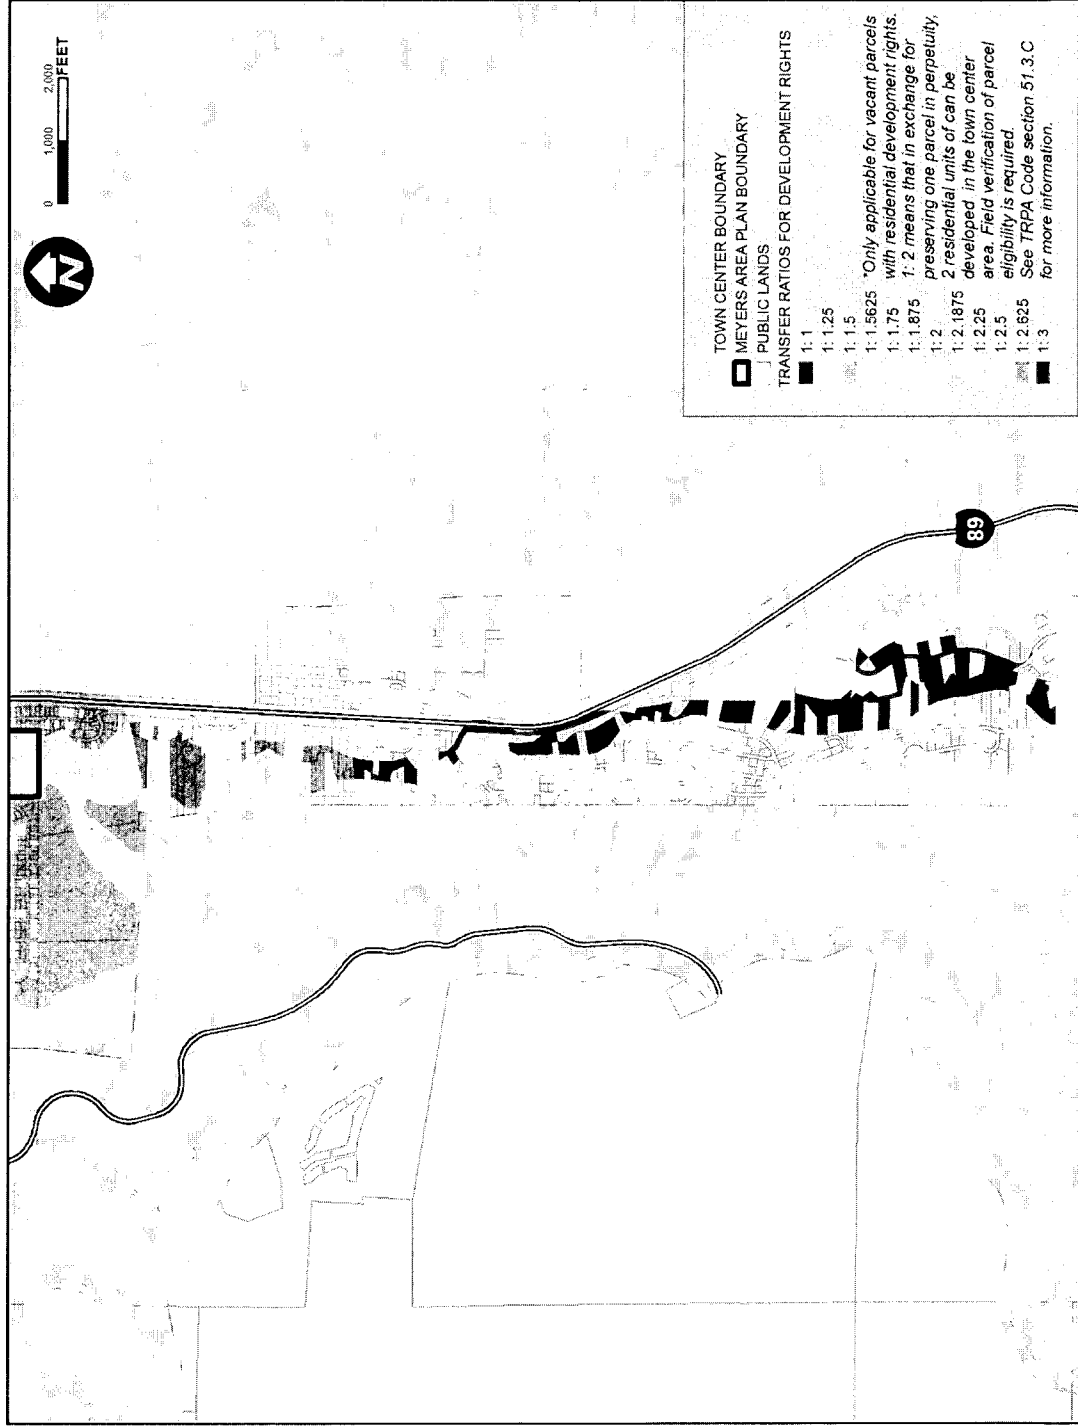 0 1,000 2,000
FEET
N
TOWN CENTER BOUNDARY
MEYERS AREA PLAN BOUNDARY
PUBLIC LANDS
TRANSFER RATIOS FOR DEVELOPMENT RIGHTS
1: 1
1: 1.25
1: 1.5
1: 1.5625
1: 1.75
1: 1.875
1: 2
1: 2.1875
1: 2.25
1: 2.5
1: 2.625
1: 3
*Only applicable for vacant parcels
with residential development rights.
1: 2 means that in exchange for
preserving one parcel in perpetuity,
2 residential units of can be
developed in the town center
area. Field verification of parcel
eligibility is required.
See TRPA Code section 51.3.C
for more information.
89